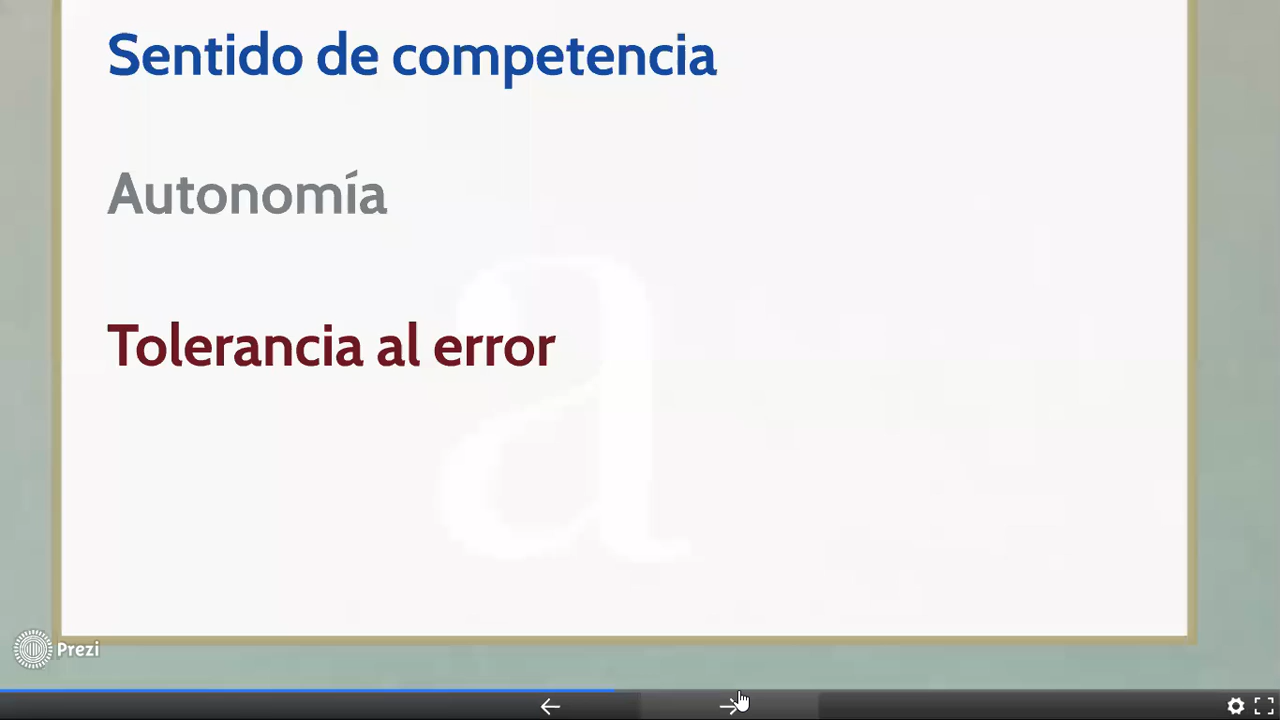 Sentido de competencia
Autonomía
Tolerancia al error
a
Prezi